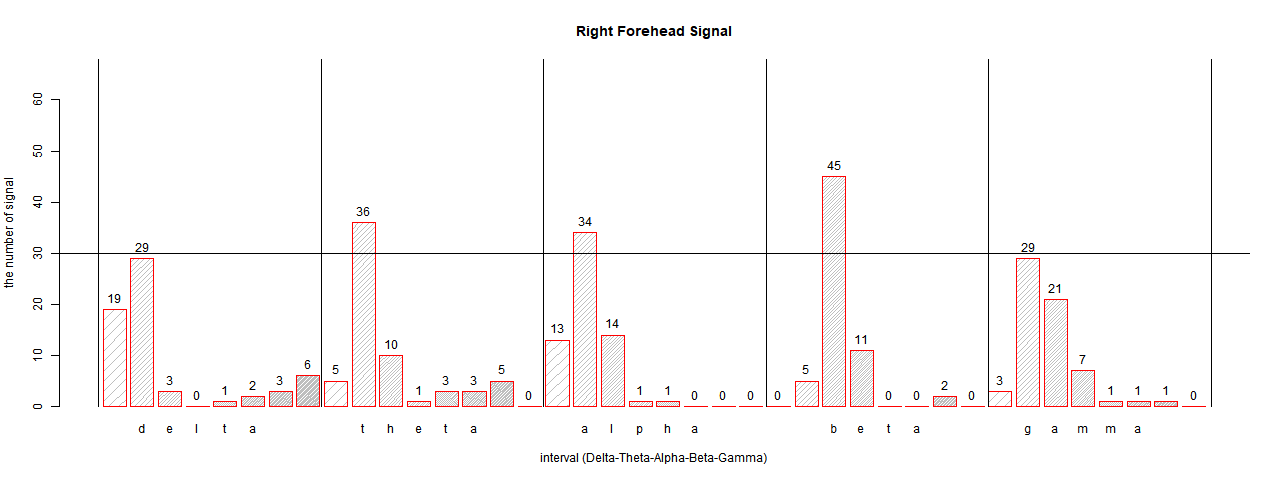 Right Forehead Signal
the number of signal
60
50
40
30
20
10
0
19 29 3 0 1 2 3 6 5 36 10 1 3 3 5 0 13 34 14 1 1 0 0 0 0 5 45 11 0 0 2 0 3 29 21 7 1 1 1 0
d e l t a t h e t a a l p h a b e t a g a m m a
interval (Delta-Theta-Alpha-Beta-Gamma)